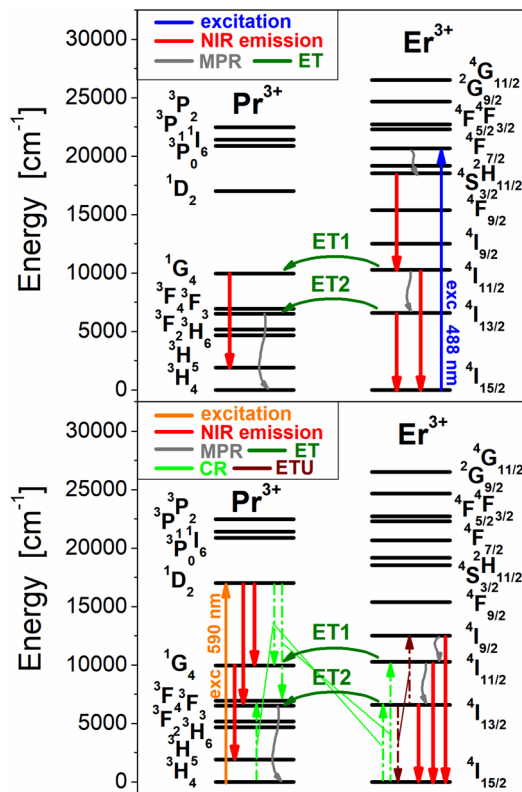 excitation
NIR emission
MPR ET
Energy [cm⁻¹]
30000
25000
20000
15000
10000
5000
0
Pr³⁺
Er³⁺
³P₂
³P₁ ¹I₆
³P₀
¹D₂
¹G₄
³F₄ ³F₃
³F₂ ³H₆
³H₅
³H₄
⁴G₁₁/₂
²G₉/₂
⁴F₅/₂ ⁴F₃/₂
⁴F₇/₂
²H₁₁/₂
⁴S₃/₂
⁴F₉/₂
⁴I₉/₂
⁴I₁₁/₂
⁴I₁₃/₂
⁴I₁₅/₂
ET1
ET2
exc 488 nm
excitation
NIR emission
MPR ET
CR ETU
Energy [cm⁻¹]
30000
25000
20000
15000
10000
5000
0
Pr³⁺
Er³⁺
³P₂
³P₁ ¹I₆
³P₀
¹D₂
¹G₄
³F₄ ³F₃
³F₂ ³H₆
³H₅
³H₄
⁴G₁₁/₂
²G₉/₂
⁴F₅/₂ ⁴F₃/₂
⁴F₇/₂
²H₁₁/₂
⁴S₃/₂
⁴F₉/₂
⁴I₉/₂
⁴I₁₁/₂
⁴I₁₃/₂
⁴I₁₅/₂
ET1
ET2
exc 590 nm